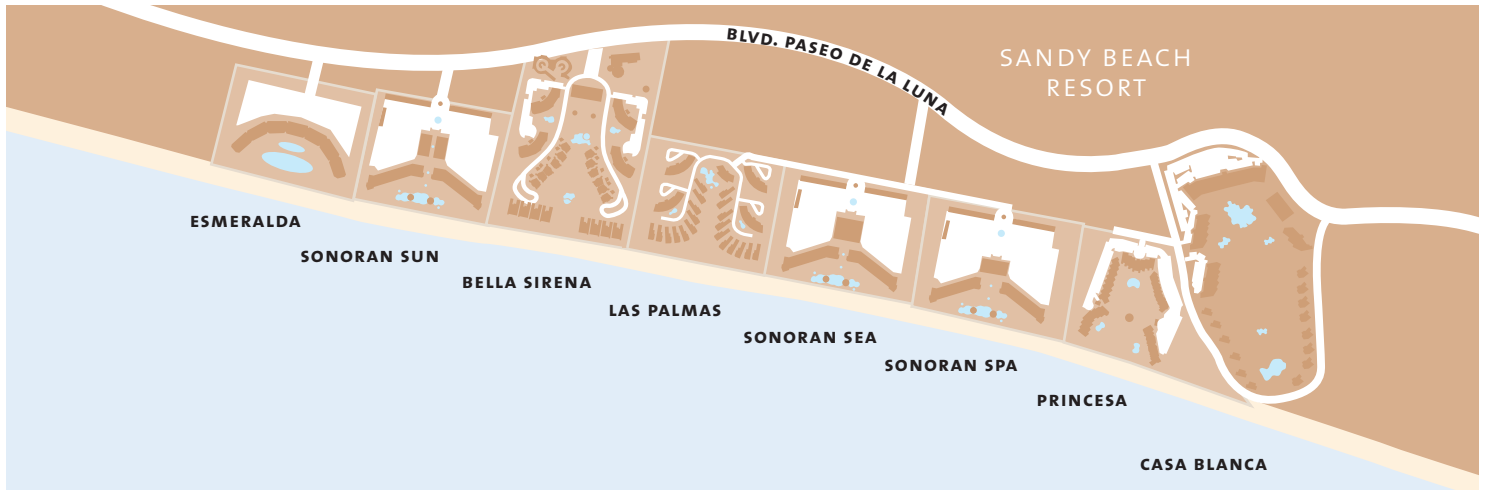 BLVD. PASEO DE LA LUNA
SANDY BEACH
RESORT
ESMERALDA
SONORAN SUN
BELLA SIRENA
LAS PALMAS
SONORAN SEA
SONORAN SPA
PRINCESA
CASA BLANCA